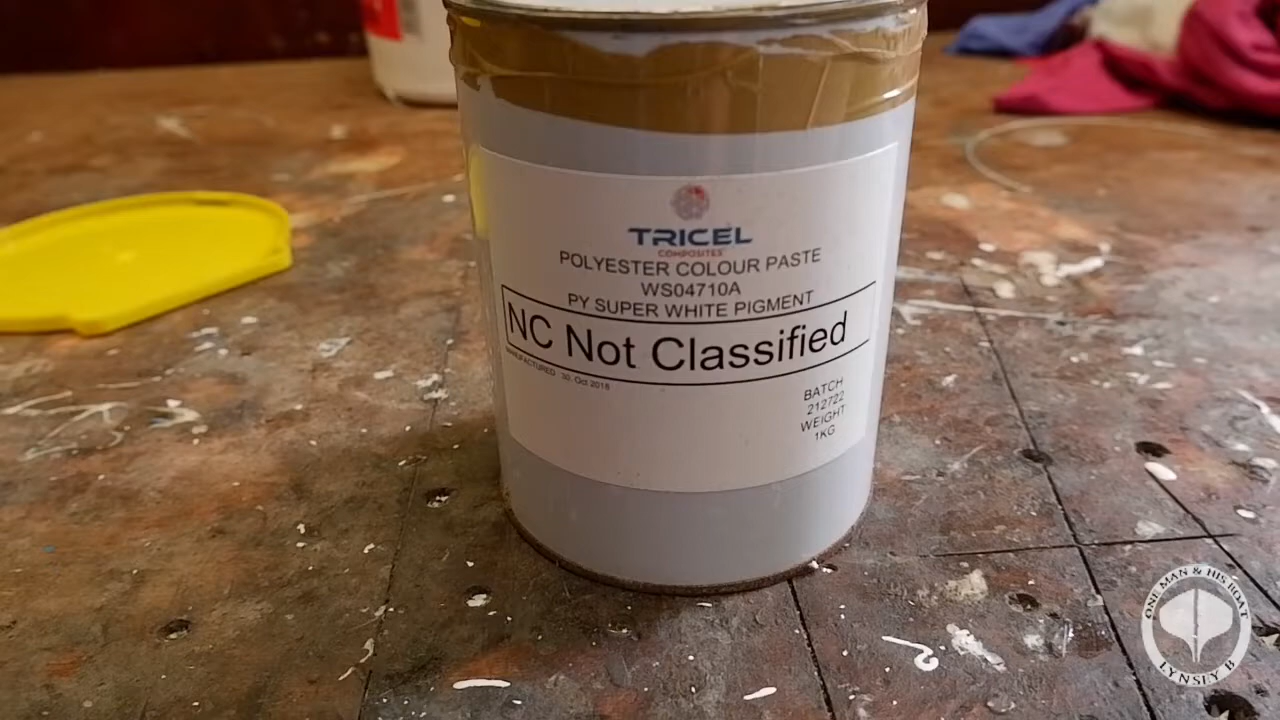 TRICEL
COMPOSITES
POLYESTER COLOUR PASTE
WS04710A
PY SUPER WHITE PIGMENT
NC Not Classified
MANUFACTURED 30. Oct 2018
BATCH
212722
WEIGHT
1KG
ONE MAN & HIS BOAT
LYNSEY B